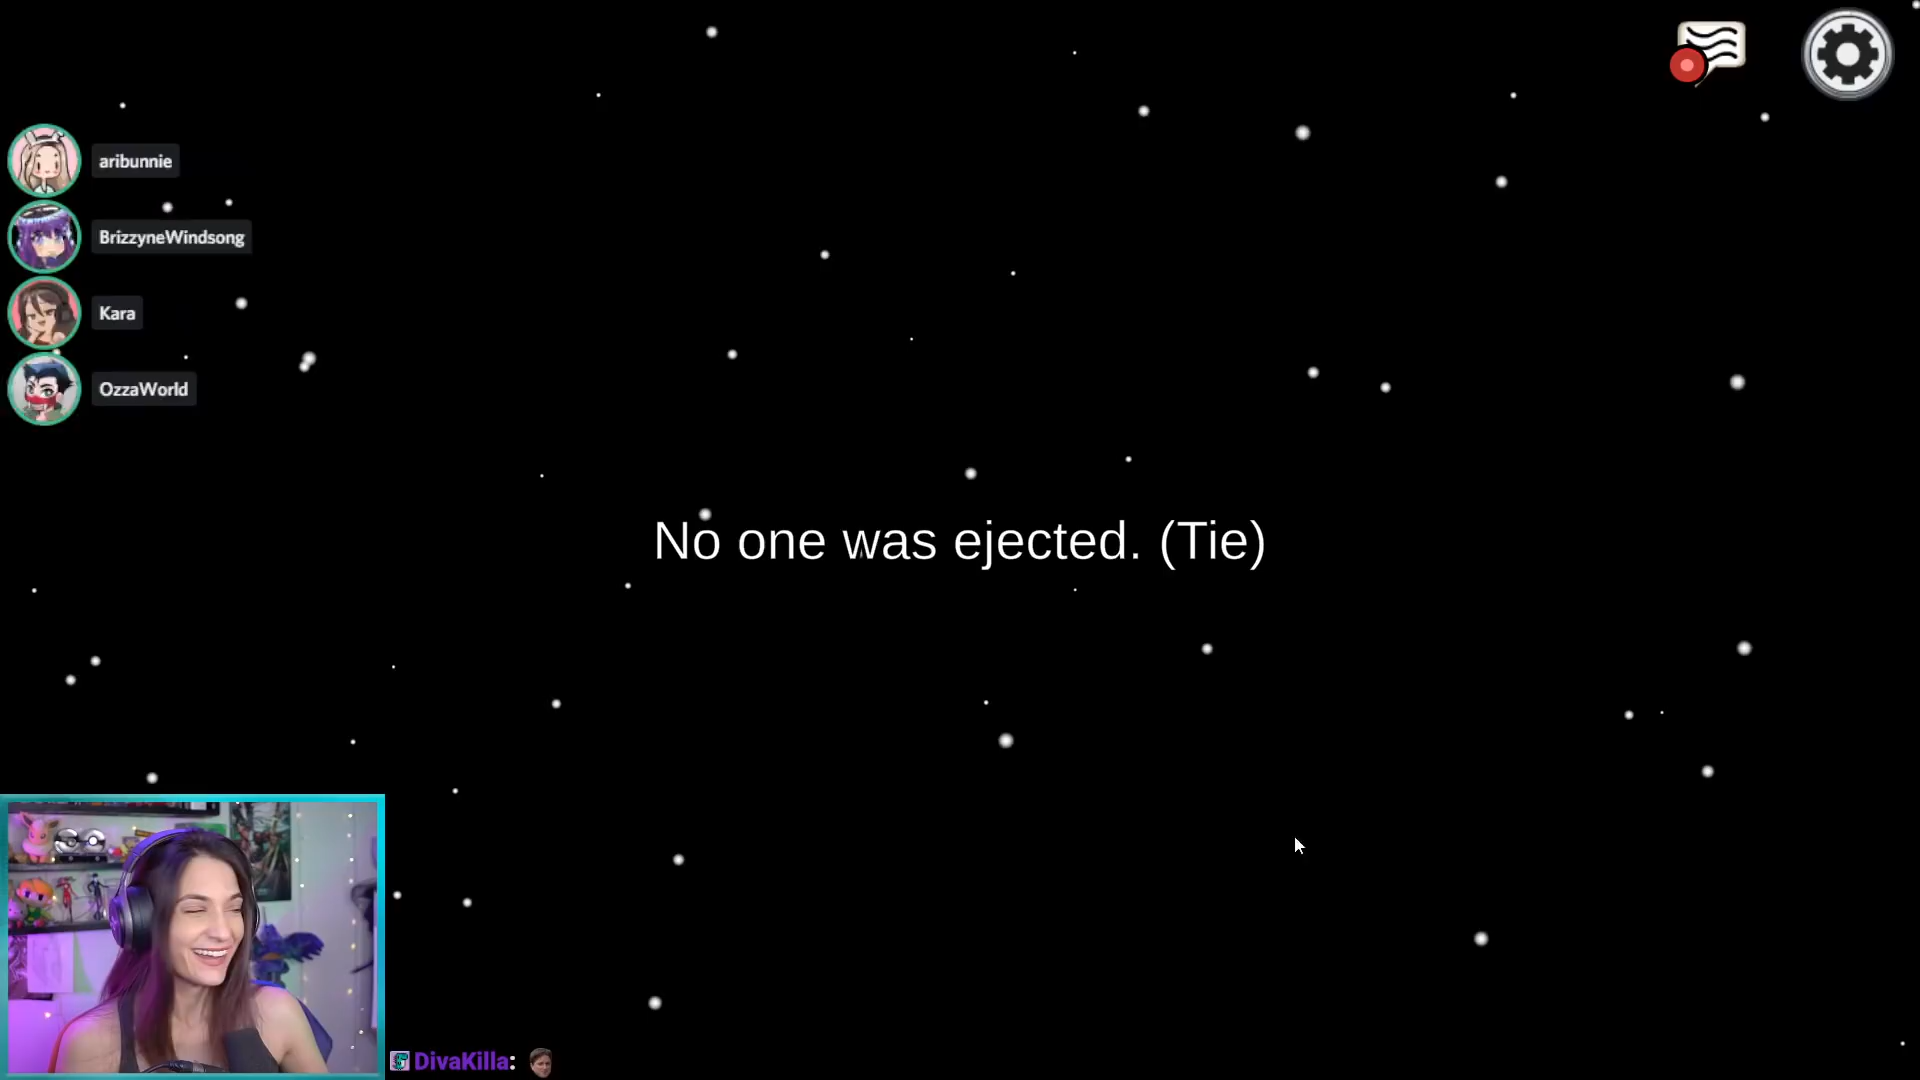 aribunnie
BrizzyneWindsong
Kara
OzzaWorld
No one was ejected. (Tie)
DivaKilla: